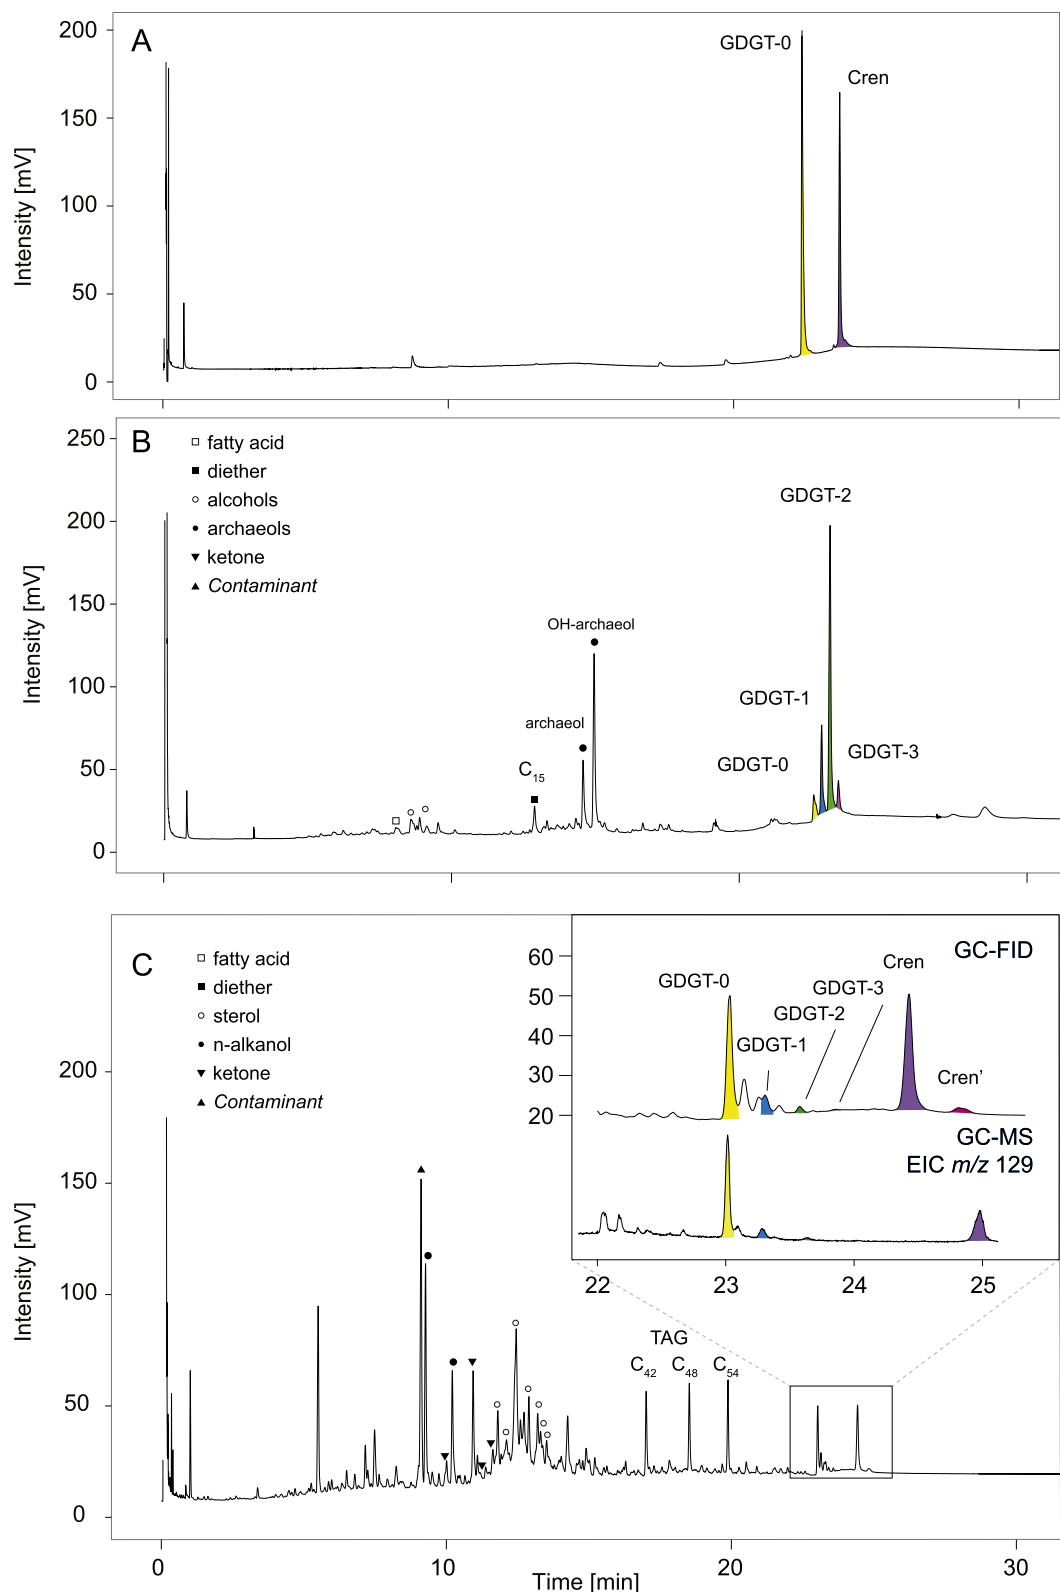 A
GDGT-0
Cren
Intensity [mV]
200
150
100
50
0
B
fatty acid
diether
alcohols
archaeols
ketone
Contaminant
GDGT-2
OH-archaeol
GDGT-1
archaeol
GDGT-3
GDGT-0
C15
Intensity [mV]
250
200
150
100
50
0
C
fatty acid
diether
sterol
n-alkanol
ketone
Contaminant
GC-FID
Cren
GDGT-0
GDGT-3
GDGT-2
GDGT-1
Cren’
60
50
40
30
20
GC-MS
EIC m/z 129
22 23 24 25
TAG
C42 C48 C54
Intensity [mV]
200
150
100
50
0
0 10 20 30
Time [min]